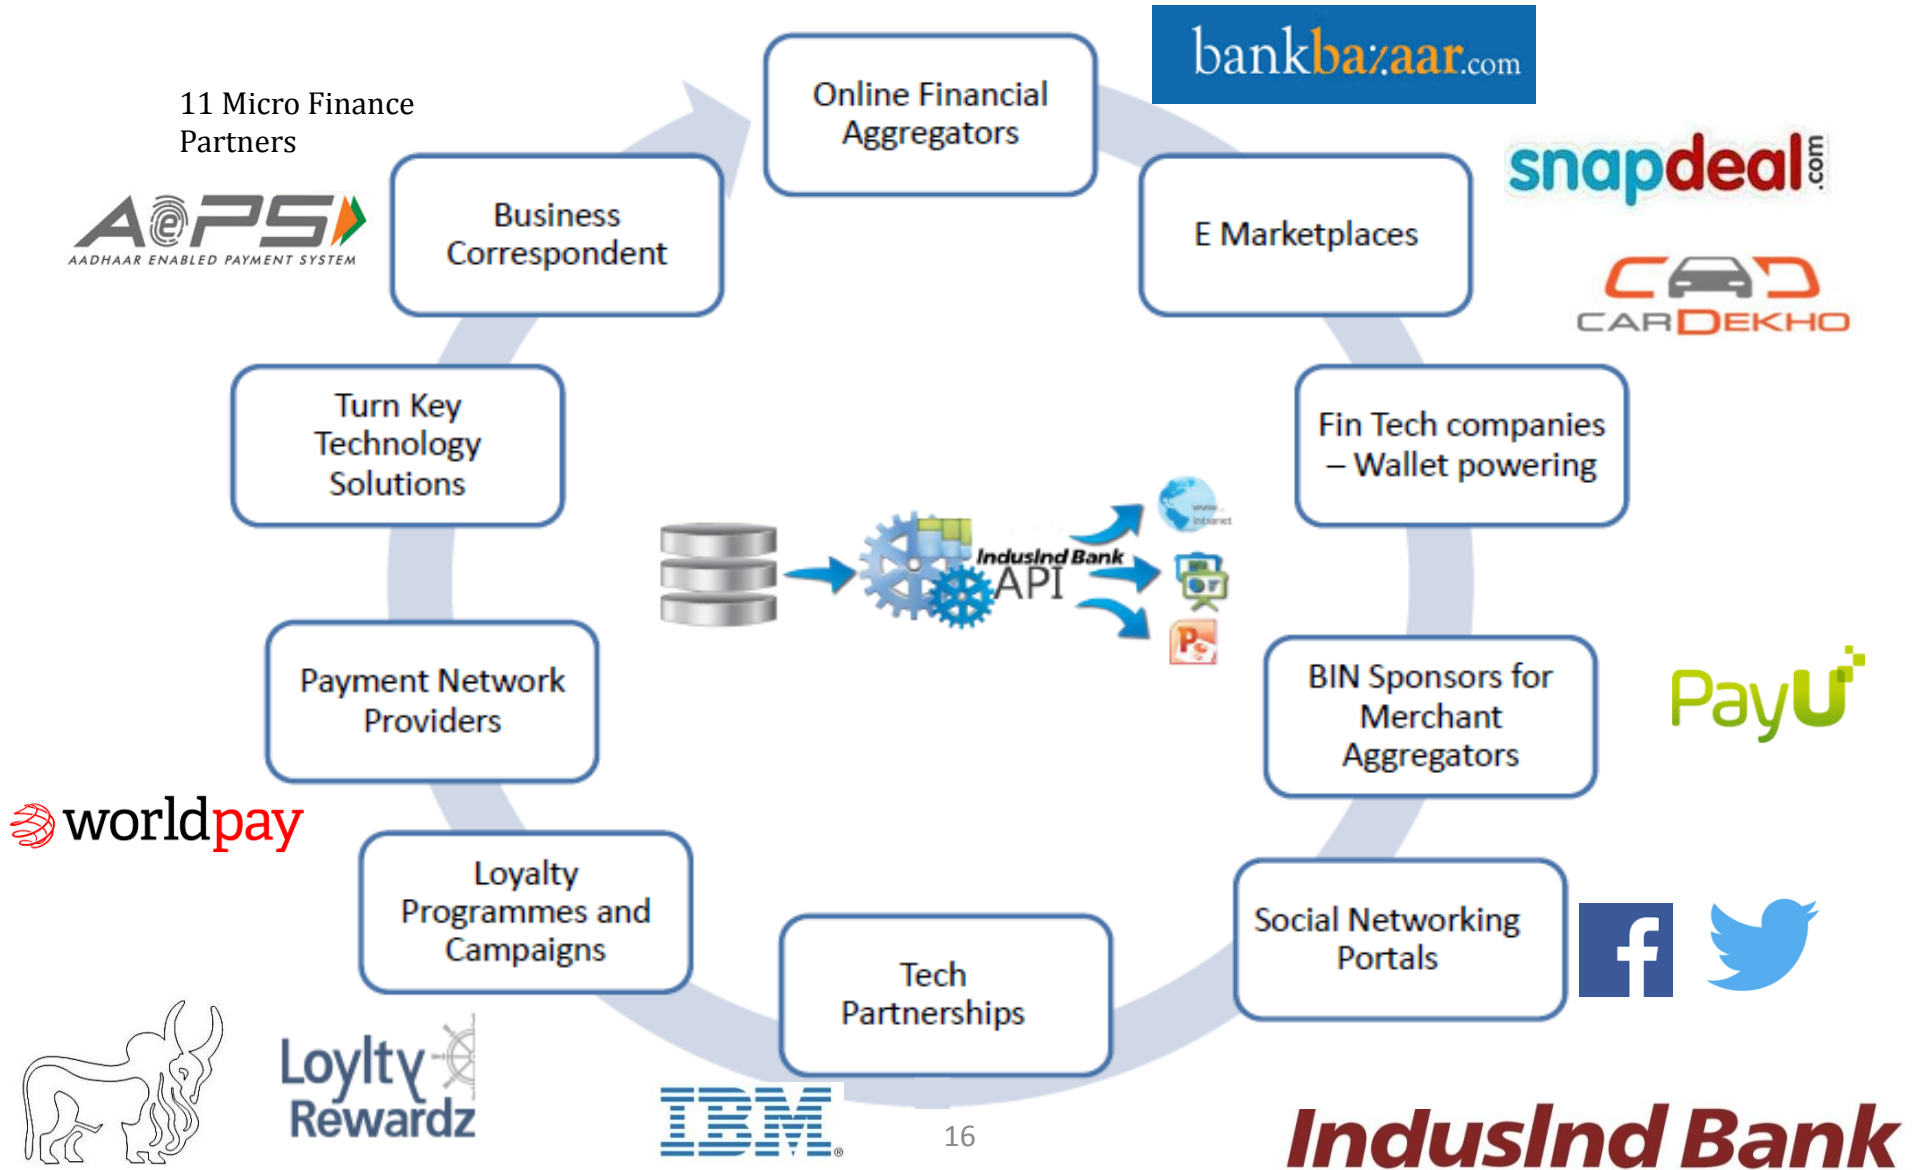 bankbazaar.com
Online Financial
Aggregators
11 Micro Finance
Partners
snapdeal.com
Business
Correspondent
E Marketplaces
AePS
AADHAAR ENABLED PAYMENT SYSTEM
CARDEKHO
Turn Key
Technology
Solutions
Fin Tech companies
– Wallet powering
www...
intranet
IndusInd Bank
API
Payment Network
Providers
BIN Sponsors for
Merchant
Aggregators
PayU
worldpay
Loyalty
Programmes and
Campaigns
Social Networking
Portals
f
Tech
Partnerships
Loylty
Rewardz
IBM®
16
IndusInd Bank